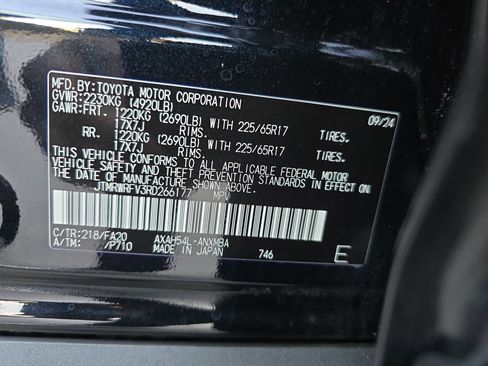 MFD.BY:TOYOTA MOTOR CORPORATION 09/24
GVWR:2230KG (4920LB)
GAWR:FRT. 1220KG (2690LB) WITH 225/65R17 TIRES.
17X7J
RR. 1220KG (2690LB) WITH 225/65R17 TIRES.
17X7J
THIS VEHICLE CONFORMS TO ALL APPLICABLE FEDERAL MOTOR
VEHICLE SAFETY AND THEFT PREVENTION STANDARDS IN EFFECT ON
THE DATE OF MANUFACTURE SHOWN ABOVE.
JTMRWRFV3RD266177 MPV
C/TR:218/FA20 AXAH54L-ANXMBA
A/TM: /P710 MADE IN JAPAN 746 E